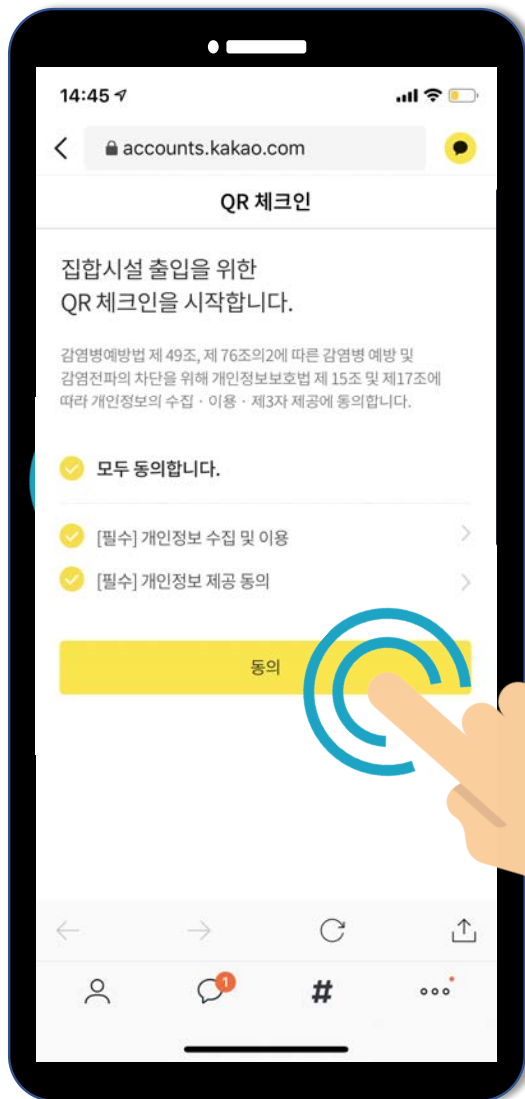 14:45
accounts.kakao.com
QR 체크인
집합시설 출입을 위한
QR 체크인을 시작합니다.
감염병예방법 제 49조, 제 76조의2에 따른 감염병 예방 및
감염전파의 차단을 위해 개인정보보호법 제 15조 및 제17조에
따라 개인정보의 수집 · 이용 · 제3자 제공에 동의합니다.
모두 동의합니다.
[필수] 개인정보 수집 및 이용
[필수] 개인정보 제공 동의
동의
1
#